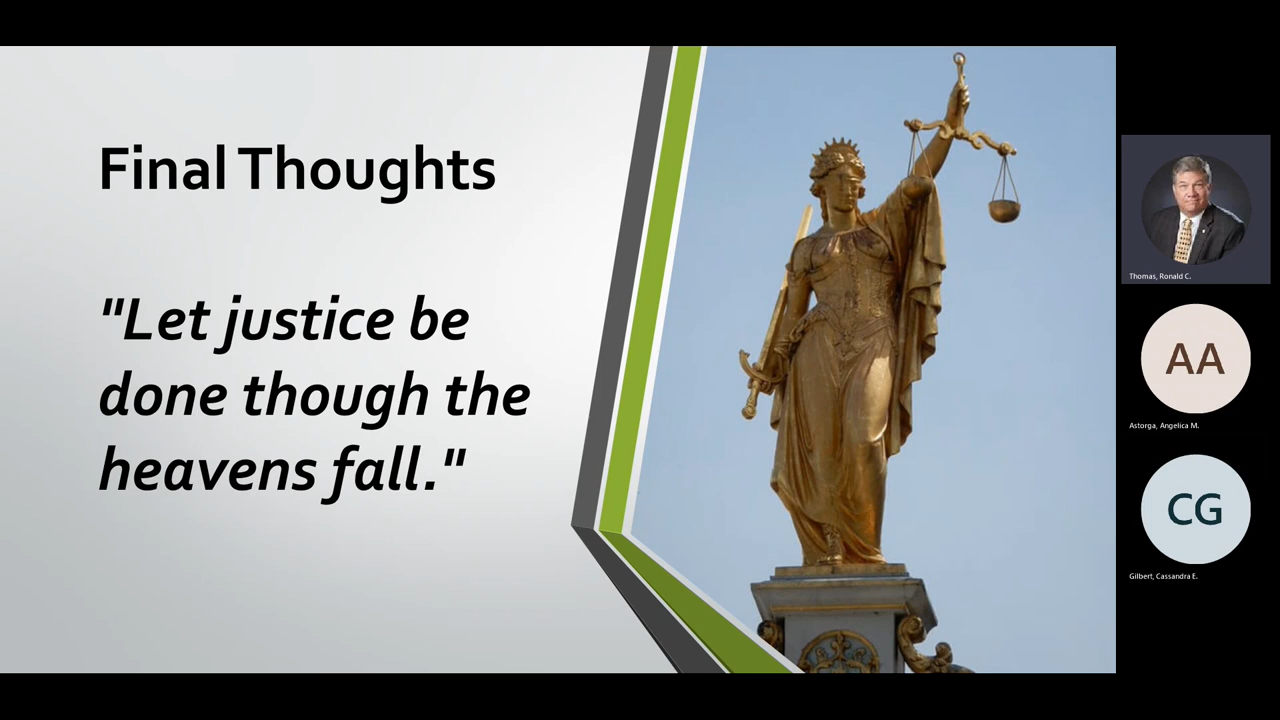 Final Thoughts
"Let justice be
done though the
heavens fall."
Thomas, Ronald C.
AA
Astorga, Angelica M.
CG
Gilbert, Cassandra E.